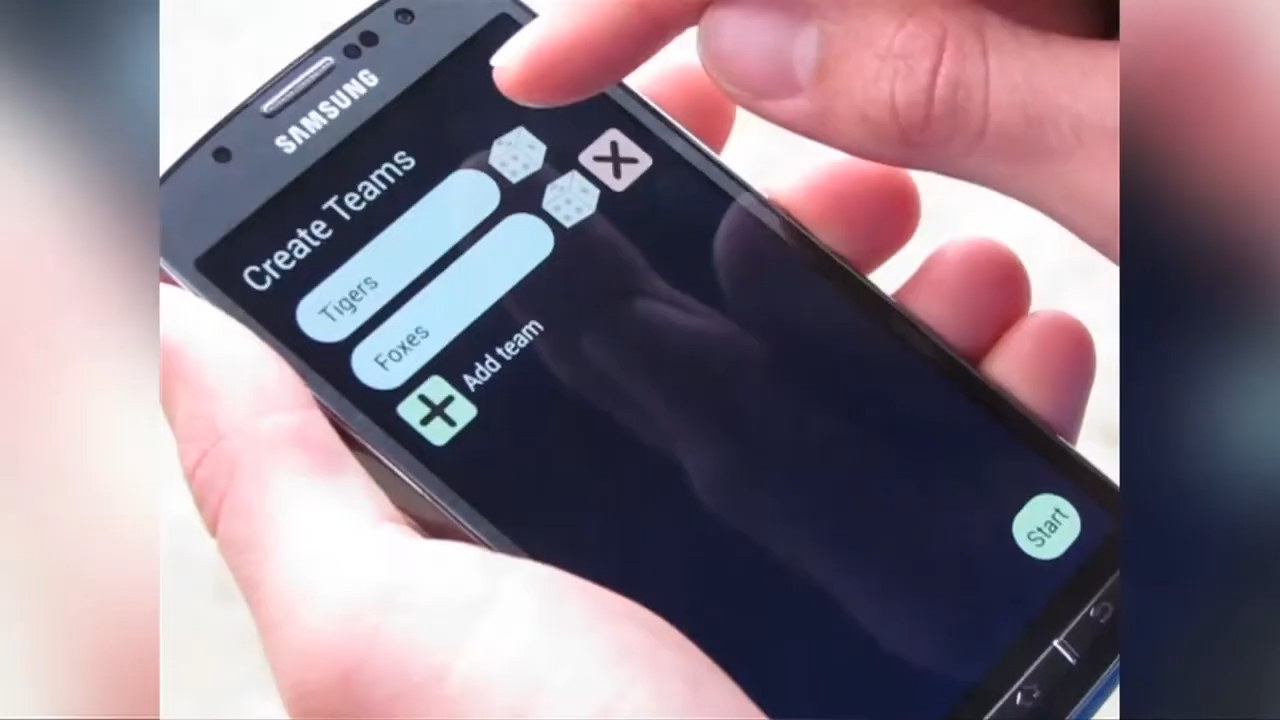 SAMSUNG
Create Teams
Tigers
Foxes
Add team
Start